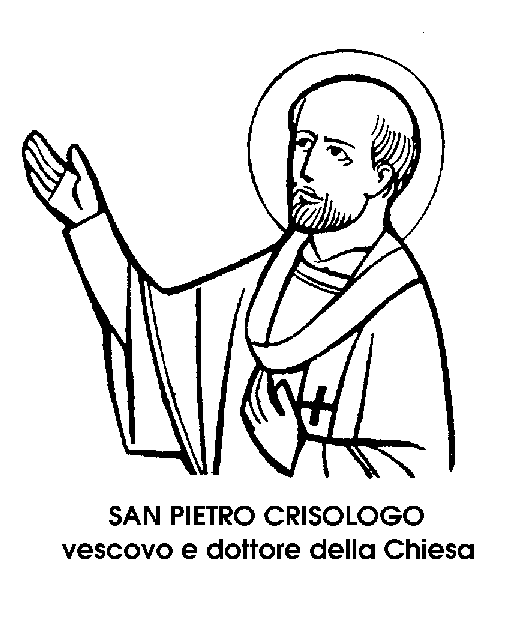 SAN PIETRO CRISOLOGO
vescovo e dottore della Chiesa